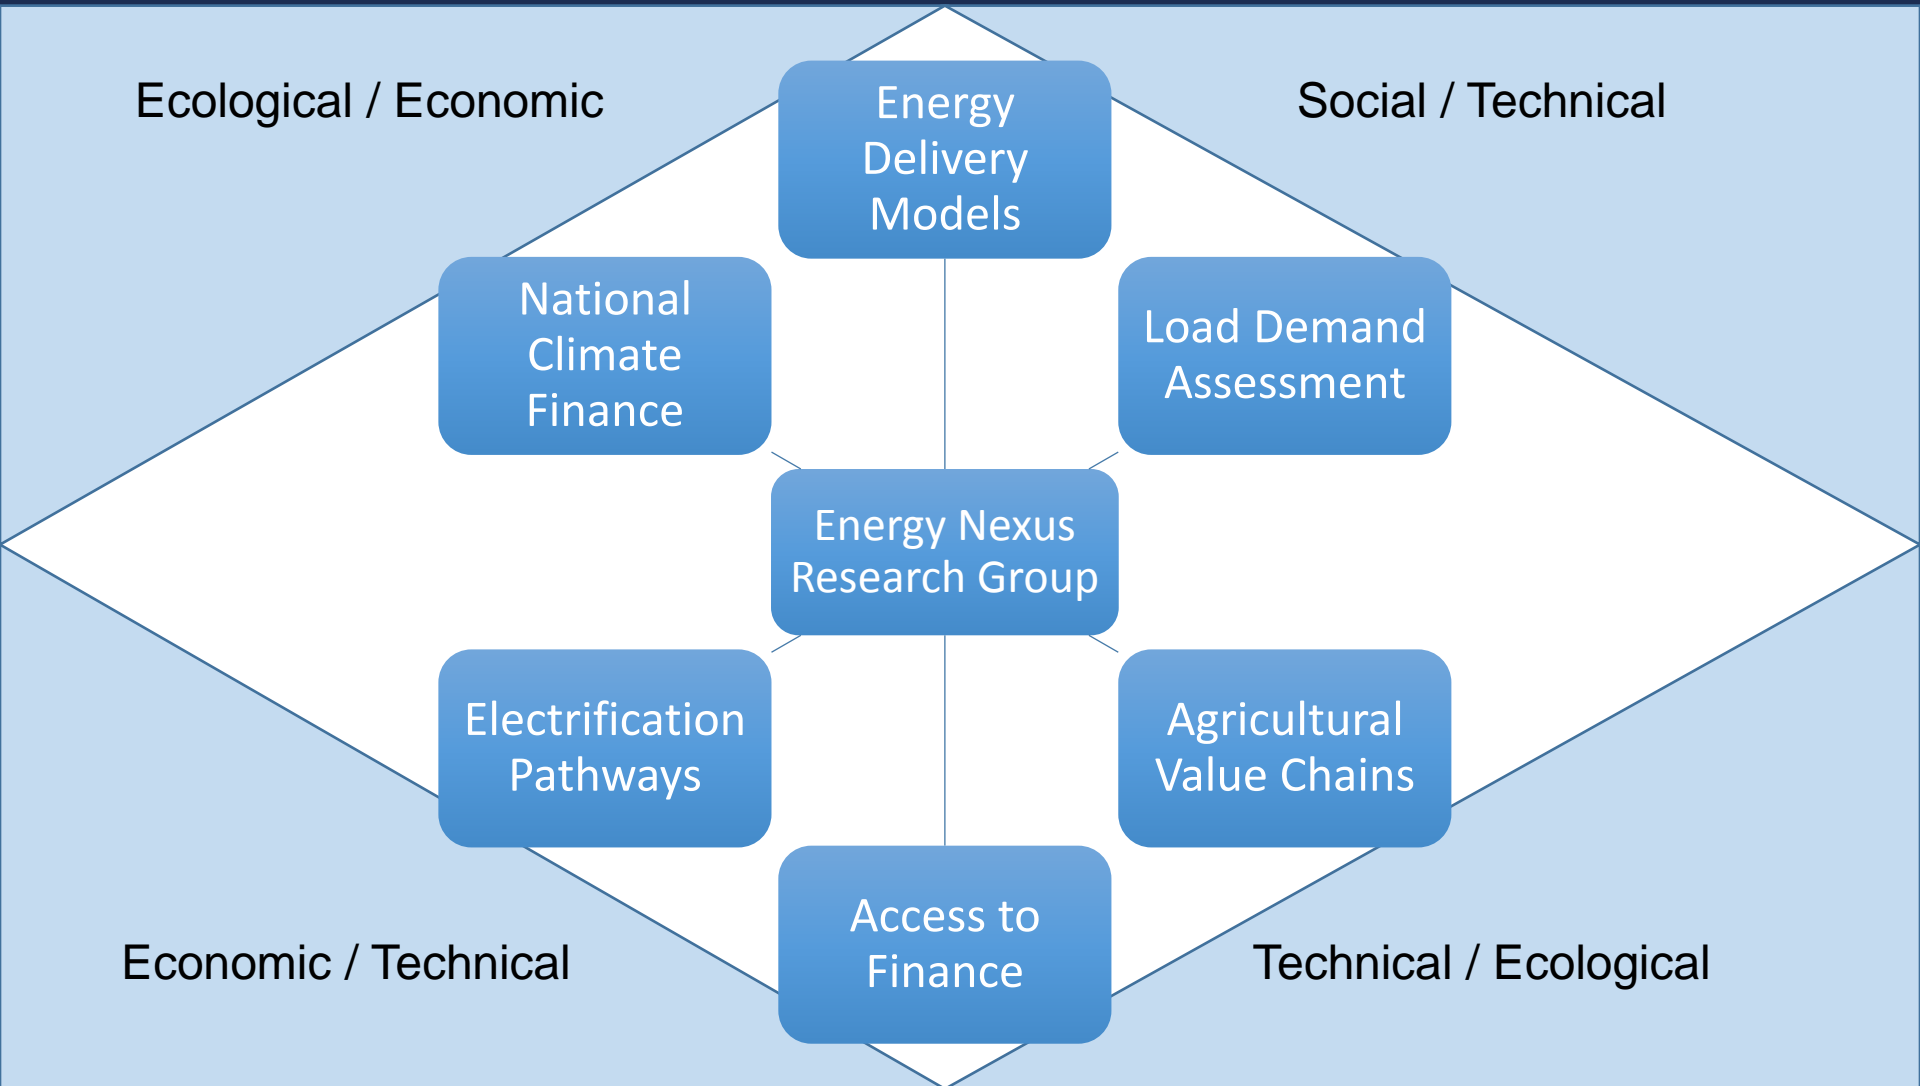 Ecological / Economic
Social / Technical
Energy
Delivery
Models
National
Climate
Finance
Load Demand
Assessment
Energy Nexus
Research Group
Electrification
Pathways
Agricultural
Value Chains
Access to
Finance
Economic / Technical
Technical / Ecological